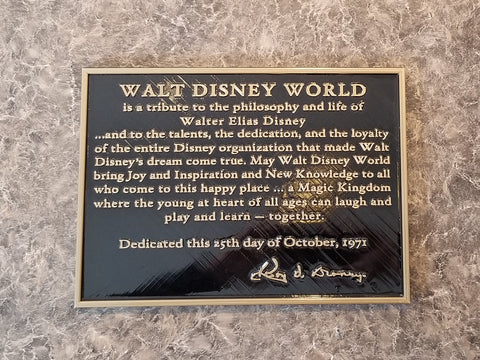 WALT DISNEY WORLD
is a tribute to the philosophy and life of
Walter Elias Disney
...and to the talents, the dedication, and the loyalty
of the entire Disney organization that made Walt
Disney's dream come true. May Walt Disney World
bring Joy and Inspiration and New Knowledge to all
who come to this happy place ... a Magic Kingdom
where the young at heart of all ages can laugh and
play and learn — together.
Dedicated this 25th day of October, 1971
Roy O. Disney.